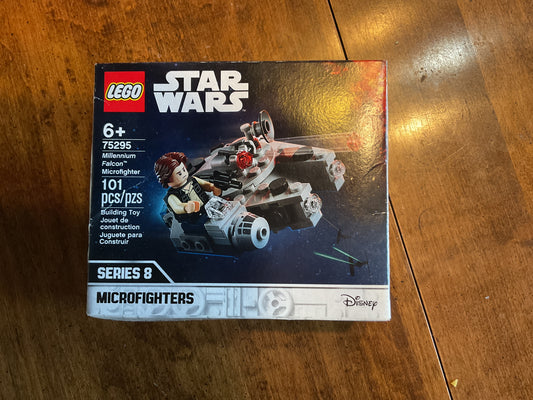 LEGO
STAR
WARS
6+
75295
Millennium
Falcon™
Microfighter
101
pcs/pzs
Building Toy
Jouet de
construction
Juguete para
Construir
SERIES 8
MICROFIGHTERS
Disney